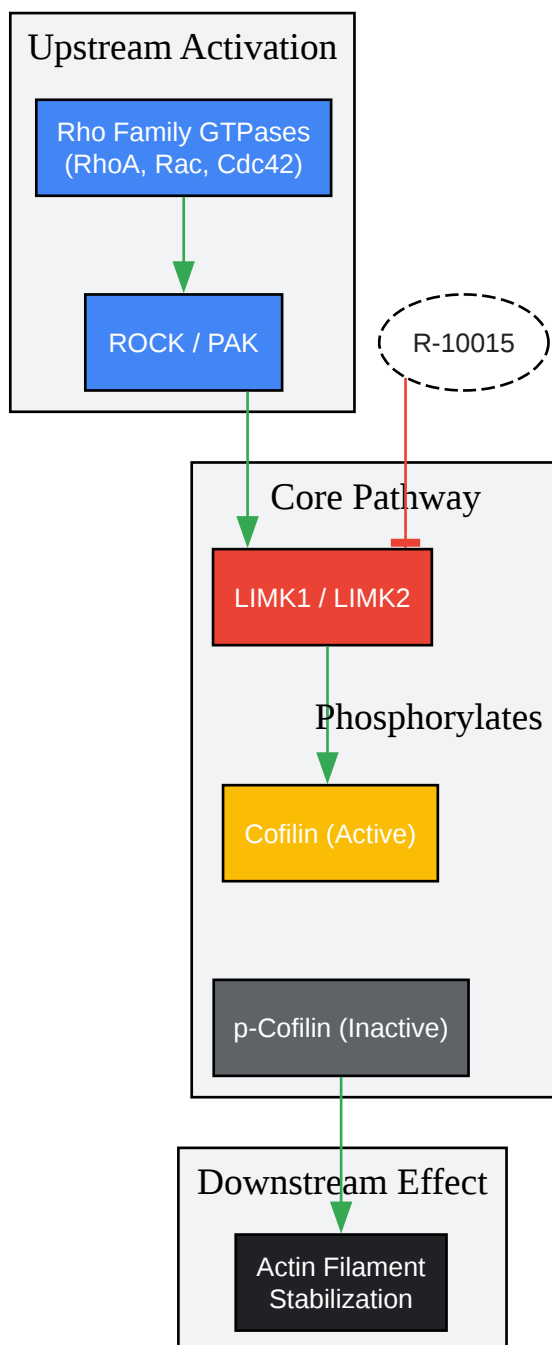 Upstream Activation
Rho Family GTPases
(RhoA, Rac, Cdc42)
ROCK / PAK
R-10015
Core Pathway
LIMK1 / LIMK2
Phosphorylates
Cofilin (Active)
p-Cofilin (Inactive)
Downstream Effect
Actin Filament
Stabilization